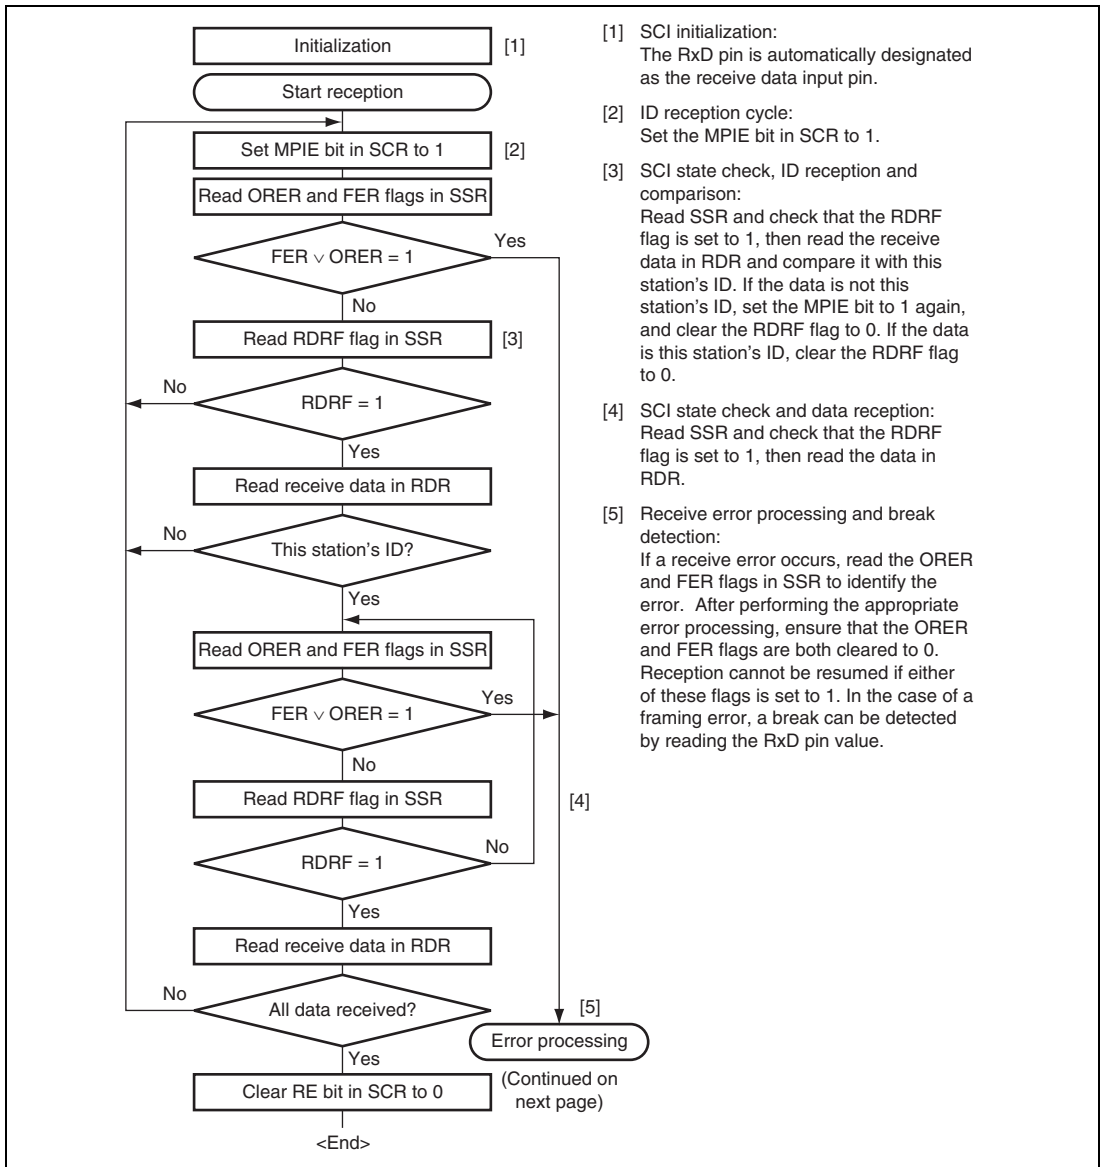 Initialization [1]
Start reception
Set MPIE bit in SCR to 1 [2]
Read ORER and FER flags in SSR
FER ∨ ORER = 1
Yes
No
Read RDRF flag in SSR [3]
No
RDRF = 1
Yes
Read receive data in RDR
No
This station's ID?
Yes
Read ORER and FER flags in SSR
Yes
FER ∨ ORER = 1
No
Read RDRF flag in SSR
[4]
No
RDRF = 1
Yes
Read receive data in RDR
No
All data received?
[5]
Error processing
Yes
(Continued on
next page)
Clear RE bit in SCR to 0
<End>
[1] SCI initialization:
The RxD pin is automatically designated
as the receive data input pin.
[2] ID reception cycle:
Set the MPIE bit in SCR to 1.
[3] SCI state check, ID reception and
comparison:
Read SSR and check that the RDRF
flag is set to 1, then read the receive
data in RDR and compare it with this
station's ID. If the data is not this
station's ID, set the MPIE bit to 1 again,
and clear the RDRF flag to 0. If the data
is this station's ID, clear the RDRF flag
to 0.
[4] SCI state check and data reception:
Read SSR and check that the RDRF
flag is set to 1, then read the data in
RDR.
[5] Receive error processing and break
detection:
If a receive error occurs, read the ORER
and FER flags in SSR to identify the
error. After performing the appropriate
error processing, ensure that the ORER
and FER flags are both cleared to 0.
Reception cannot be resumed if either
of these flags is set to 1. In the case of a
framing error, a break can be detected
by reading the RxD pin value.